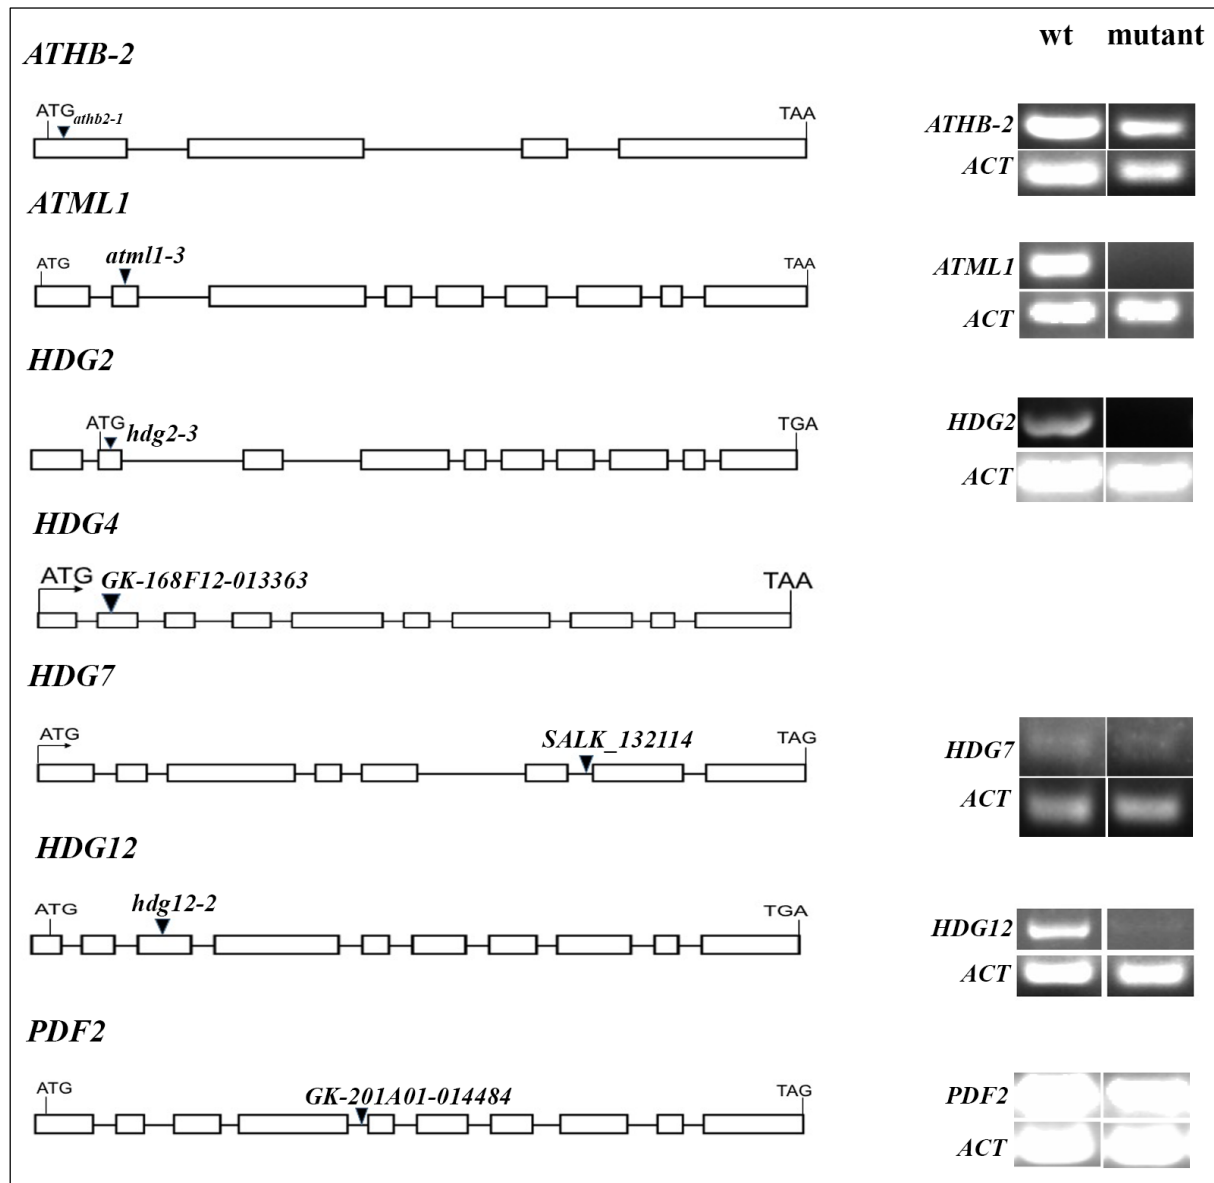 wt mutant
ATHB-2
ATG athb2-1 TAA
ATHB-2
ACT
ATML1
ATG atml1-3 TAA
ATML1
ACT
HDG2
ATG hdg2-3 TGA
HDG2
ACT
HDG4
ATG GK-168F12-013363 TAA
HDG7
ATG SALK_132114 TAG
HDG7
ACT
HDG12
ATG hdg12-2 TGA
HDG12
ACT
PDF2
ATG GK-201A01-014484 TAG
PDF2
ACT